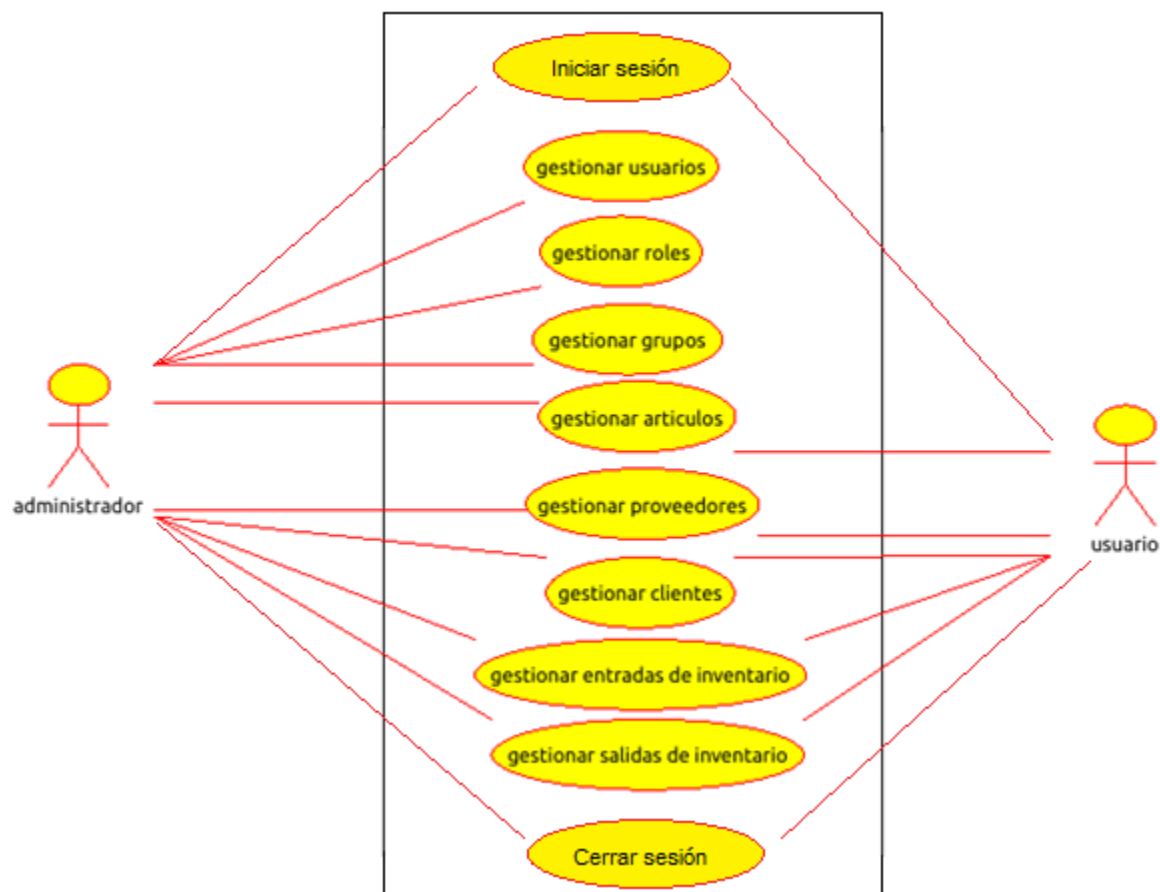 Iniciar sesión
gestionar usuarios
gestionar roles
gestionar grupos
gestionar articulos
gestionar proveedores
administrador
usuario
gestionar clientes
gestionar entradas de inventario
gestionar salidas de inventario
Cerrar sesión